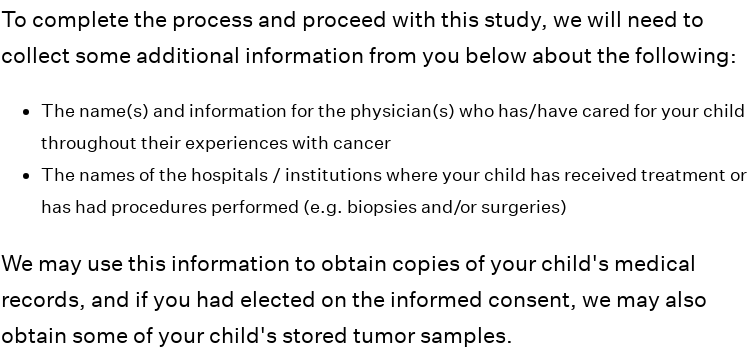 To complete the process and proceed with this study, we will need to
collect some additional information from you below about the following:
• The name(s) and information for the physician(s) who has/have cared for your child
throughout their experiences with cancer
• The names of the hospitals / institutions where your child has received treatment or
has had procedures performed (e.g. biopsies and/or surgeries)
We may use this information to obtain copies of your child's medical
records, and if you had elected on the informed consent, we may also
obtain some of your child's stored tumor samples.